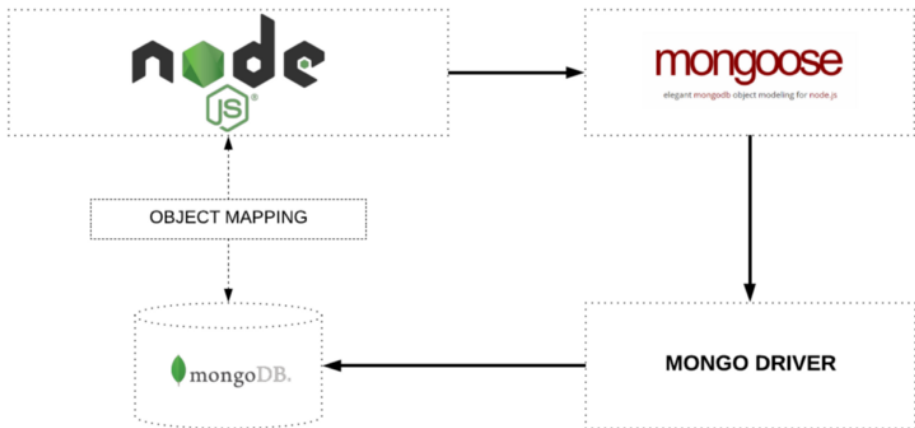 node
JS®
mongoose
elegant mongodb object modeling for node.js
OBJECT MAPPING
mongoDB.
MONGO DRIVER